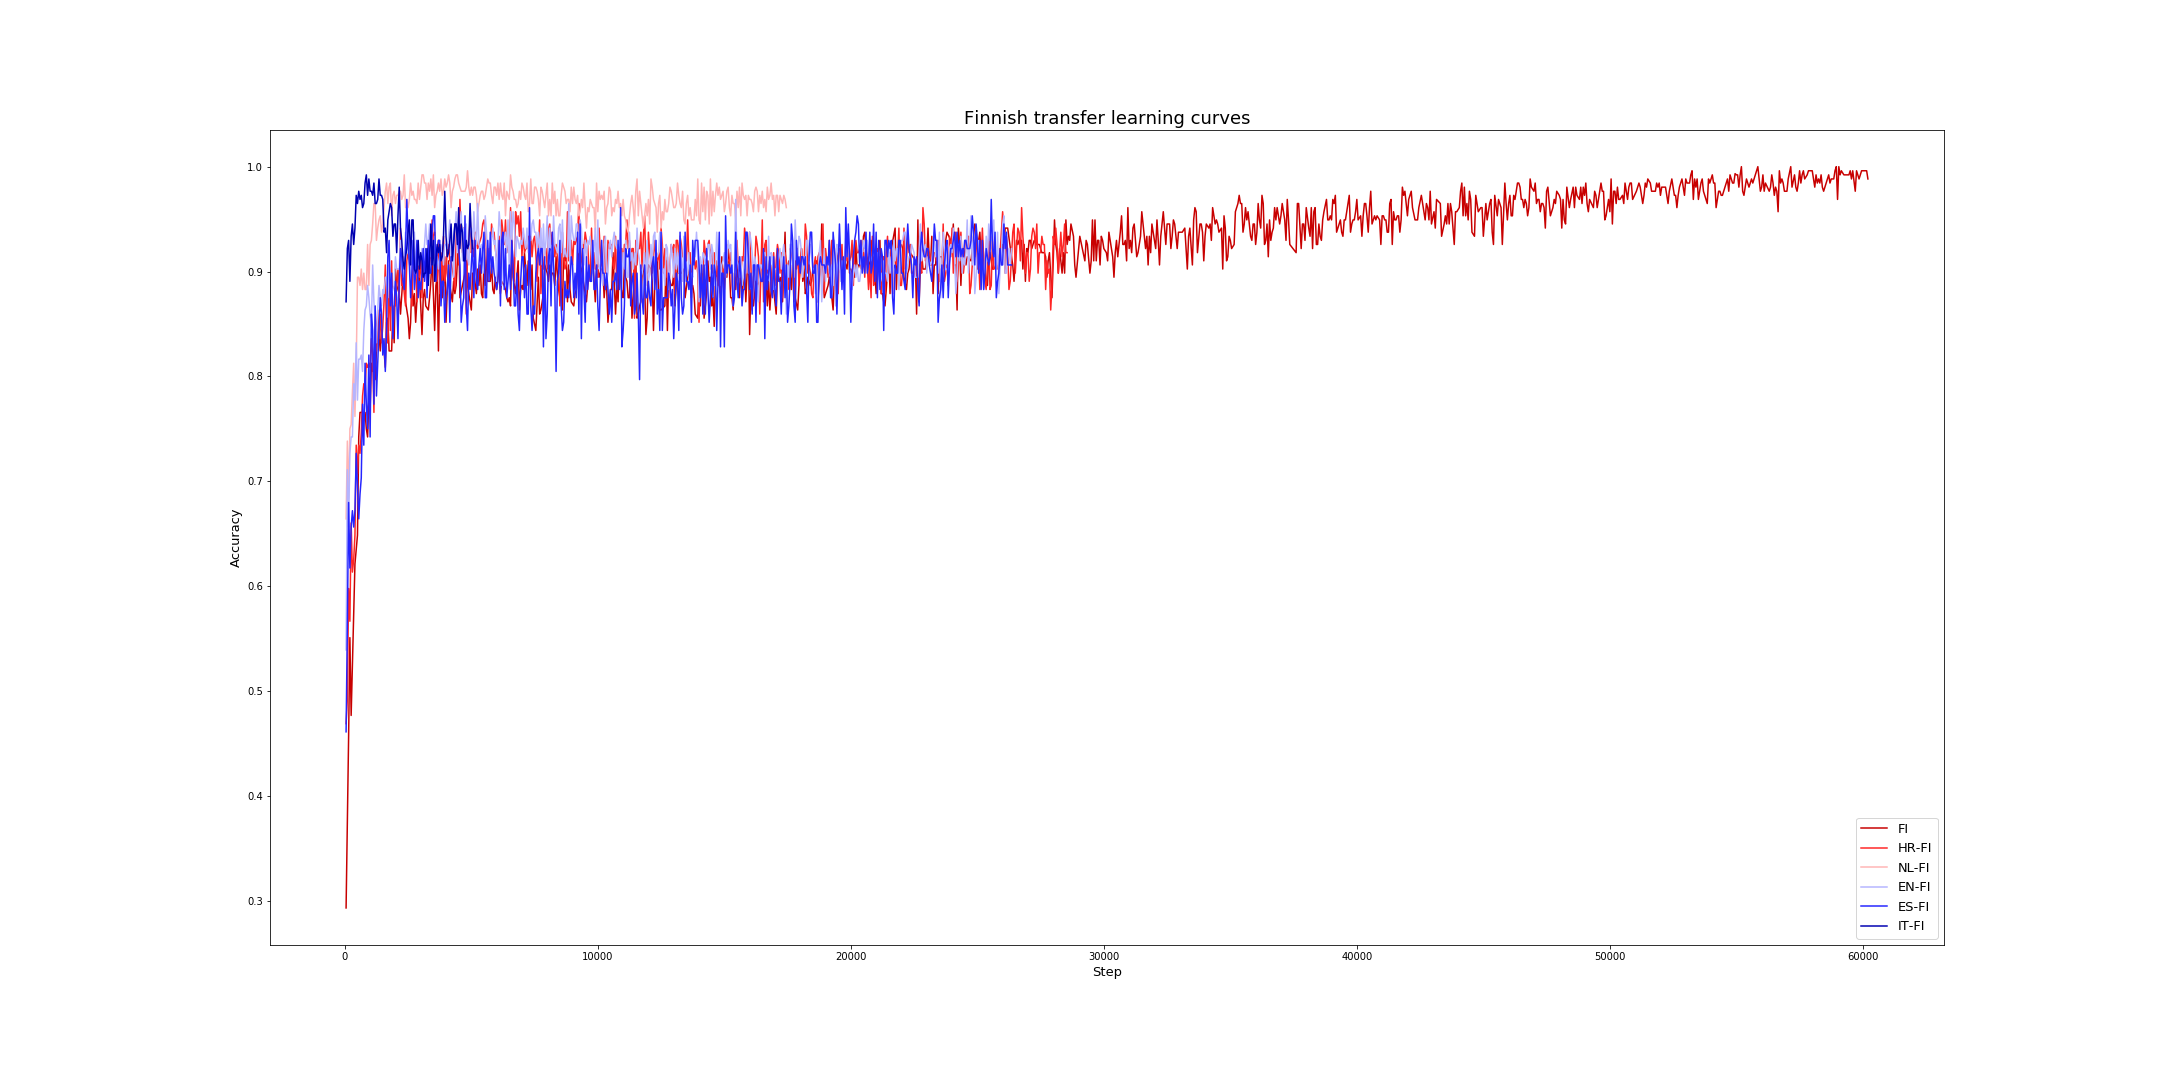 Finnish transfer learning curves
1.0
0.9
0.8
0.7
0.6
0.5
0.4
0.3
Accuracy
0
10000
20000
30000
40000
50000
60000
Step
FI
HR-FI
NL-FI
EN-FI
ES-FI
IT-FI